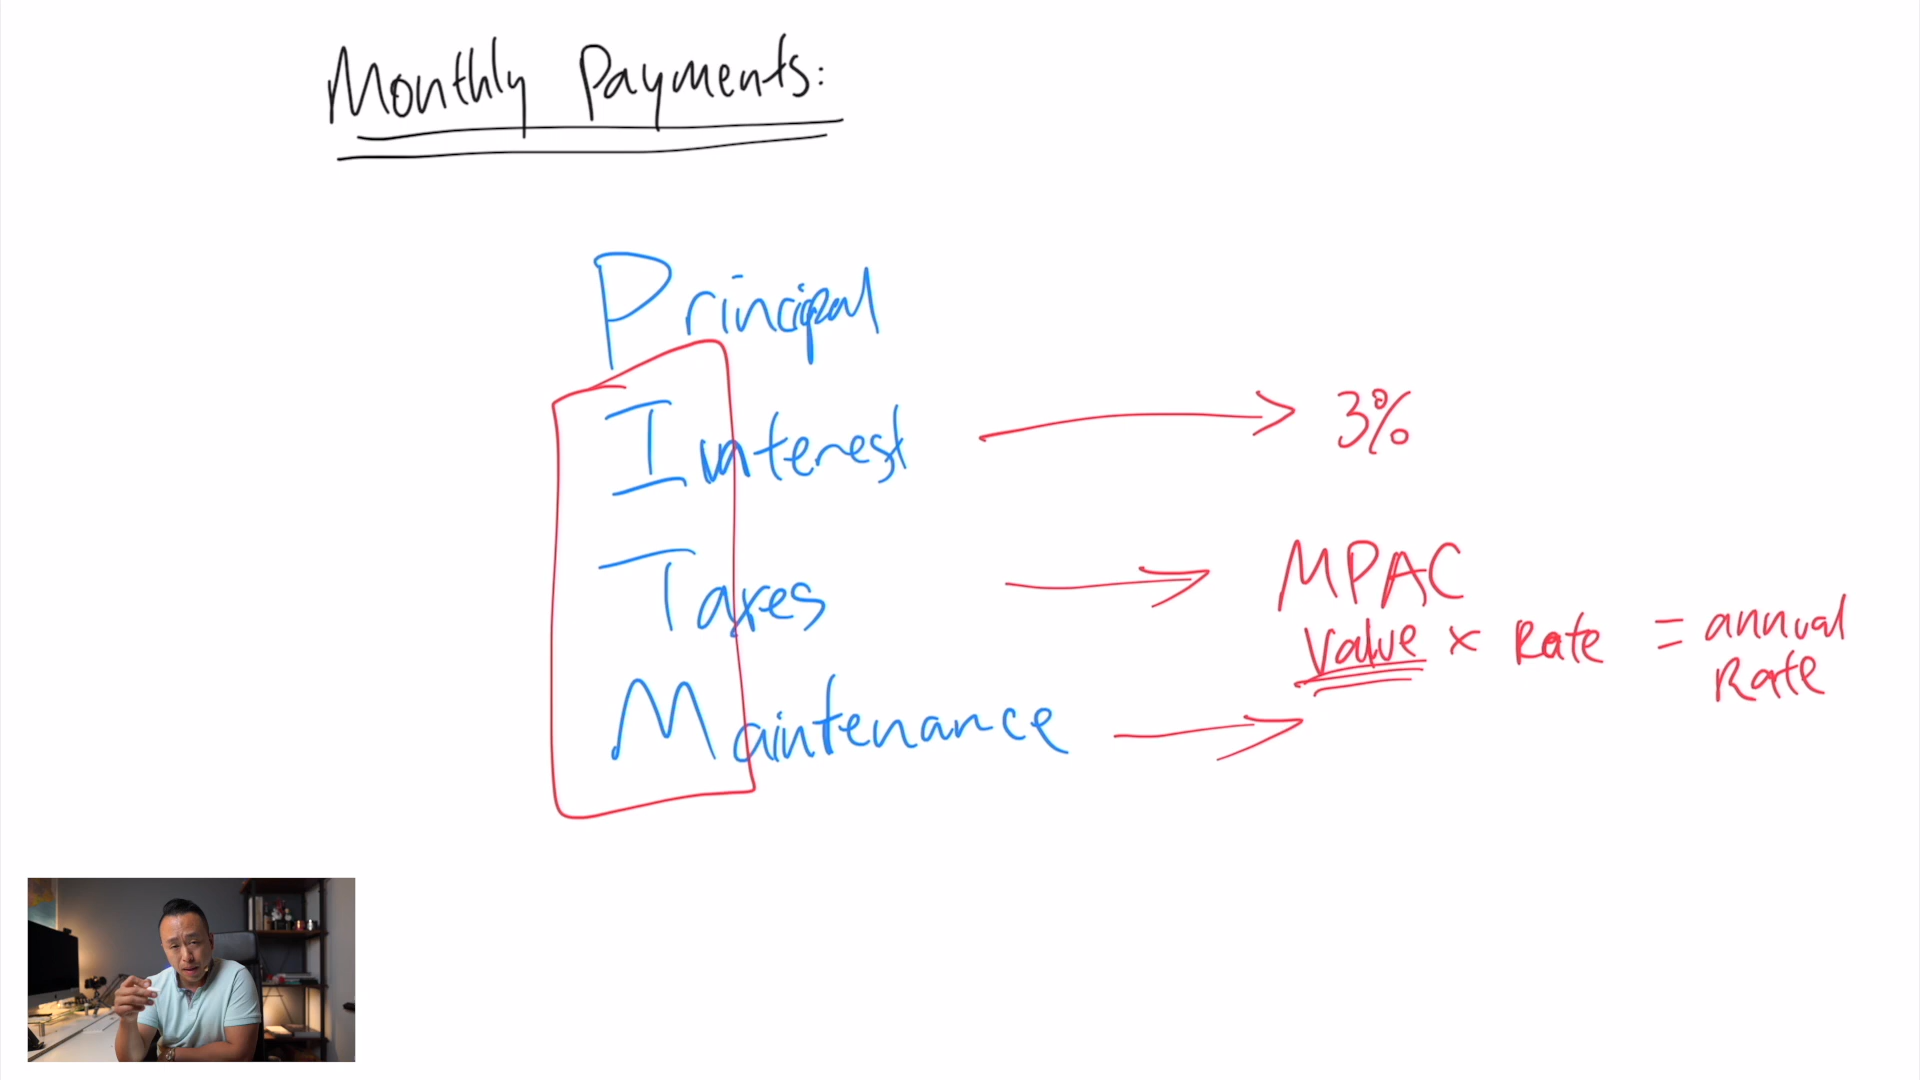 Monthly Payments:
Principal
Interest
3%
Taxes
MPAC
Value x Rate = annual
Rate
Maintenance